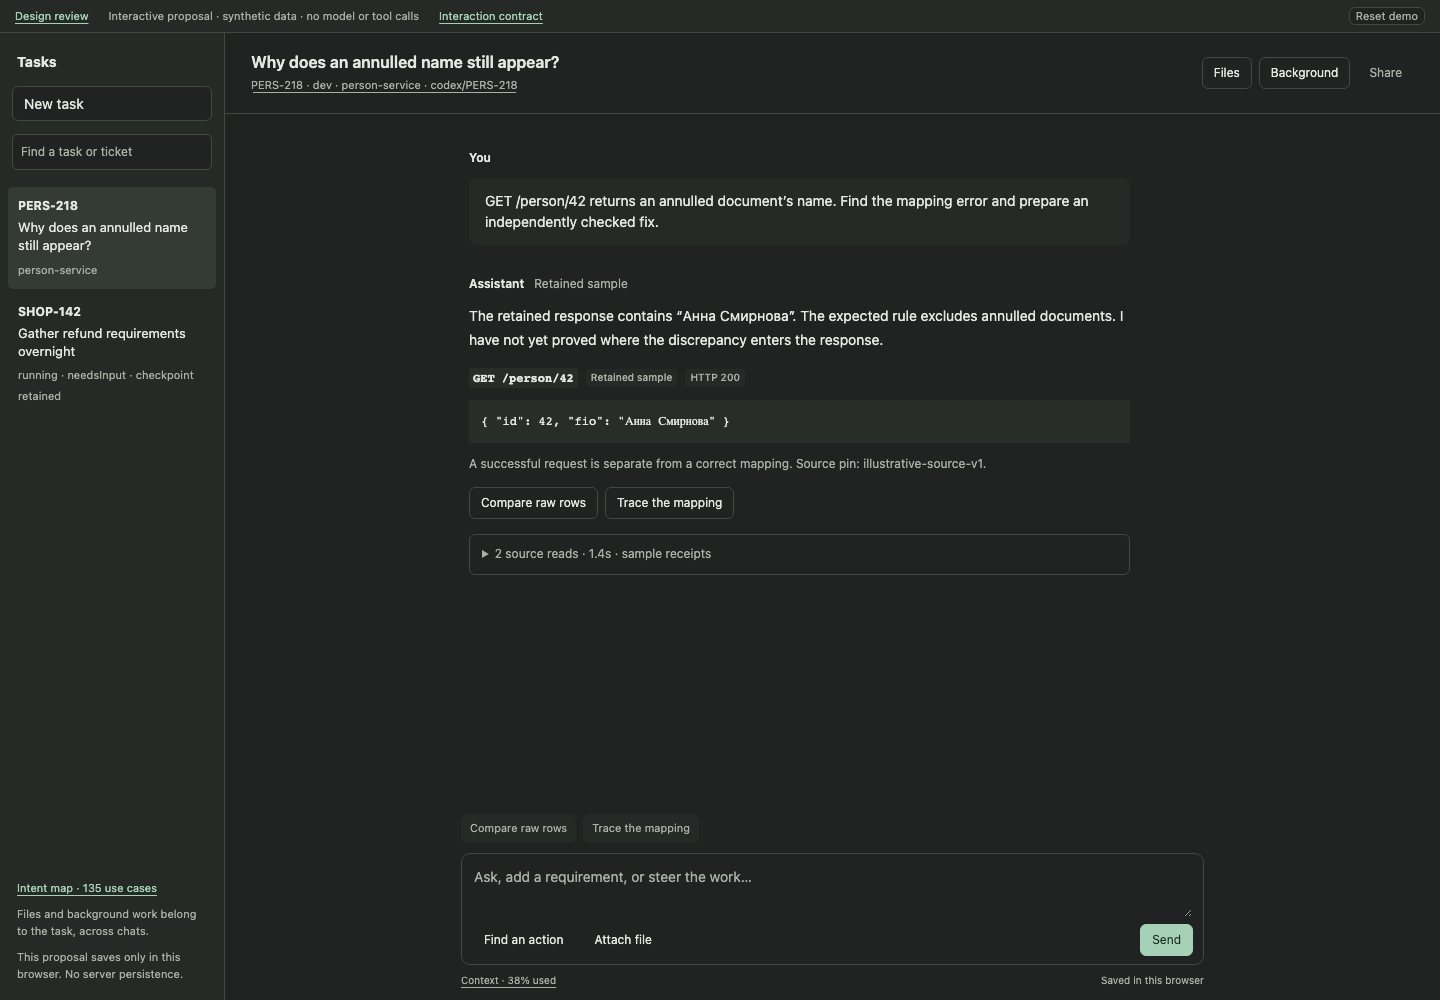 Design review   Interactive proposal · synthetic data · no model or tool calls   Interaction contract   Reset demo
Tasks
New task
Find a task or ticket
PERS-218
Why does an annulled name
still appear?
person-service
SHOP-142
Gather refund requirements
overnight
running · needsInput · checkpoint
retained
Intent map · 135 use cases
Files and background work belong
to the task, across chats.
This proposal saves only in this
browser. No server persistence.
Why does an annulled name still appear?
PERS-218 · dev · person-service · codex/PERS-218
Files   Background   Share
You
GET /person/42 returns an annulled document’s name. Find the mapping error and prepare an
independently checked fix.
Assistant   Retained sample
The retained response contains “Анна Смирнова”. The expected rule excludes annulled documents. I
have not yet proved where the discrepancy enters the response.
GET /person/42   Retained sample   HTTP 200
{ "id": 42, "fio": "Анна Смирнова" }
A successful request is separate from a correct mapping. Source pin: illustrative-source-v1.
Compare raw rows   Trace the mapping
2 source reads · 1.4s · sample receipts
Compare raw rows   Trace the mapping
Ask, add a requirement, or steer the work...
Find an action   Attach file   Send
Context · 38% used   Saved in this browser